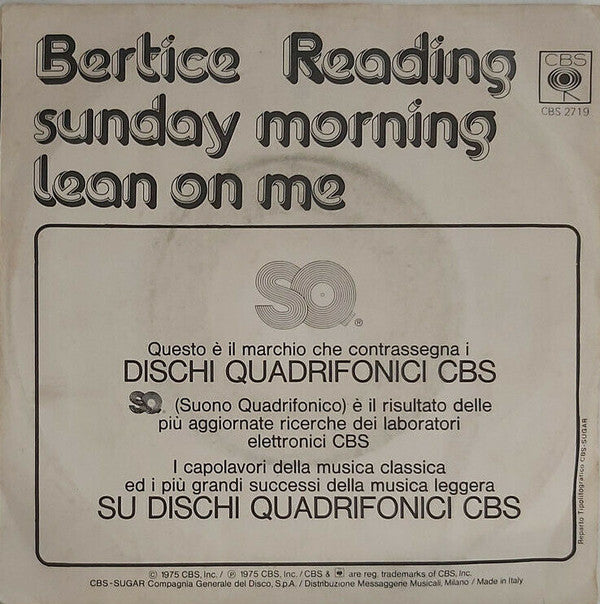 Bertice Reading
sunday morning
lean on me
CBS
CBS 2719
SQ ®
Questo è il marchio che contrassegna i
DISCHI QUADRIFONICI CBS
SQ (Suono Quadrifonico) è il risultato delle
più aggiornate ricerche dei laboratori
elettronici CBS
I capolavori della musica classica
ed i più grandi successi della musica leggera
SU DISCHI QUADRIFONICI CBS
Reparto Tipolitografico CBS-SUGAR
© 1975 CBS, Inc. / ℗ 1975 CBS, Inc. / CBS & are reg. trademarks of CBS, Inc.
CBS-SUGAR Compagnia Generale del Disco, S.p.A. / Distribuzione Messaggerie Musicali, Milano / Made in Italy